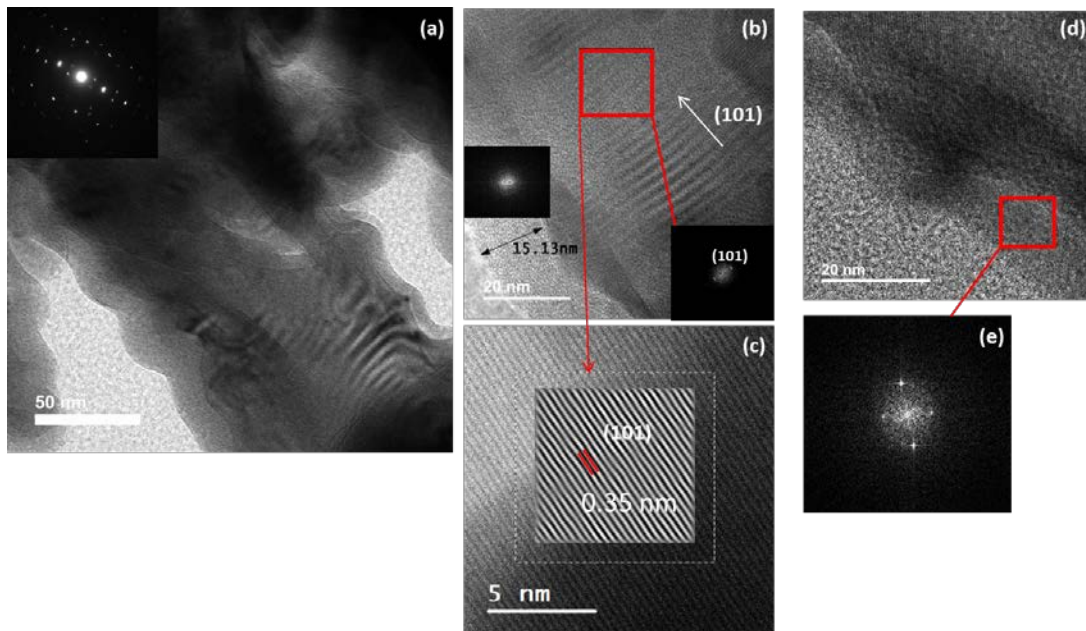 (a)
50 nm
(b)
(101)
15.13nm
20 nm
(101)
(c)
(101)
0.35 nm
5 nm
(d)
20 nm
(e)